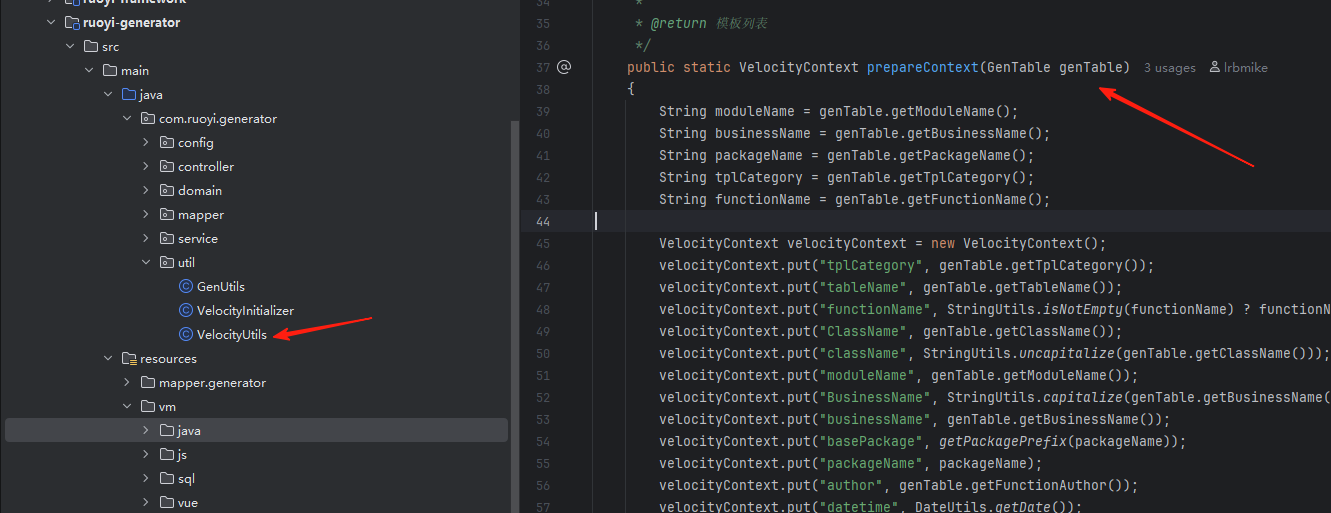 ruoyi-framework
ruoyi-generator
src
main
java
com.ruoyi.generator
config
controller
domain
mapper
service
util
GenUtils
VelocityInitializer
VelocityUtils
resources
mapper.generator
vm
java
js
sql
vue
34 *
35 * @return 模板列表
36 */
37 public static VelocityContext prepareContext(GenTable genTable) 3 usages lrbmike
38 {
39 String moduleName = genTable.getModuleName();
40 String businessName = genTable.getBusinessName();
41 String packageName = genTable.getPackageName();
42 String tplCategory = genTable.getTplCategory();
43 String functionName = genTable.getFunctionName();
44
45 VelocityContext velocityContext = new VelocityContext();
46 velocityContext.put("tplCategory", genTable.getTplCategory());
47 velocityContext.put("tableName", genTable.getTableName());
48 velocityContext.put("functionName", StringUtils.isNotEmpty(functionName) ? functionN
49 velocityContext.put("ClassName", genTable.getClassName());
50 velocityContext.put("className", StringUtils.uncapitalize(genTable.getClassName()));
51 velocityContext.put("moduleName", genTable.getModuleName());
52 velocityContext.put("BusinessName", StringUtils.capitalize(genTable.getBusinessName(
53 velocityContext.put("businessName", genTable.getBusinessName());
54 velocityContext.put("basePackage", getPackagePrefix(packageName));
55 velocityContext.put("packageName", packageName);
56 velocityContext.put("author", genTable.getFunctionAuthor());
57 velocityContext.put("datetime", DateUtils.getDate());